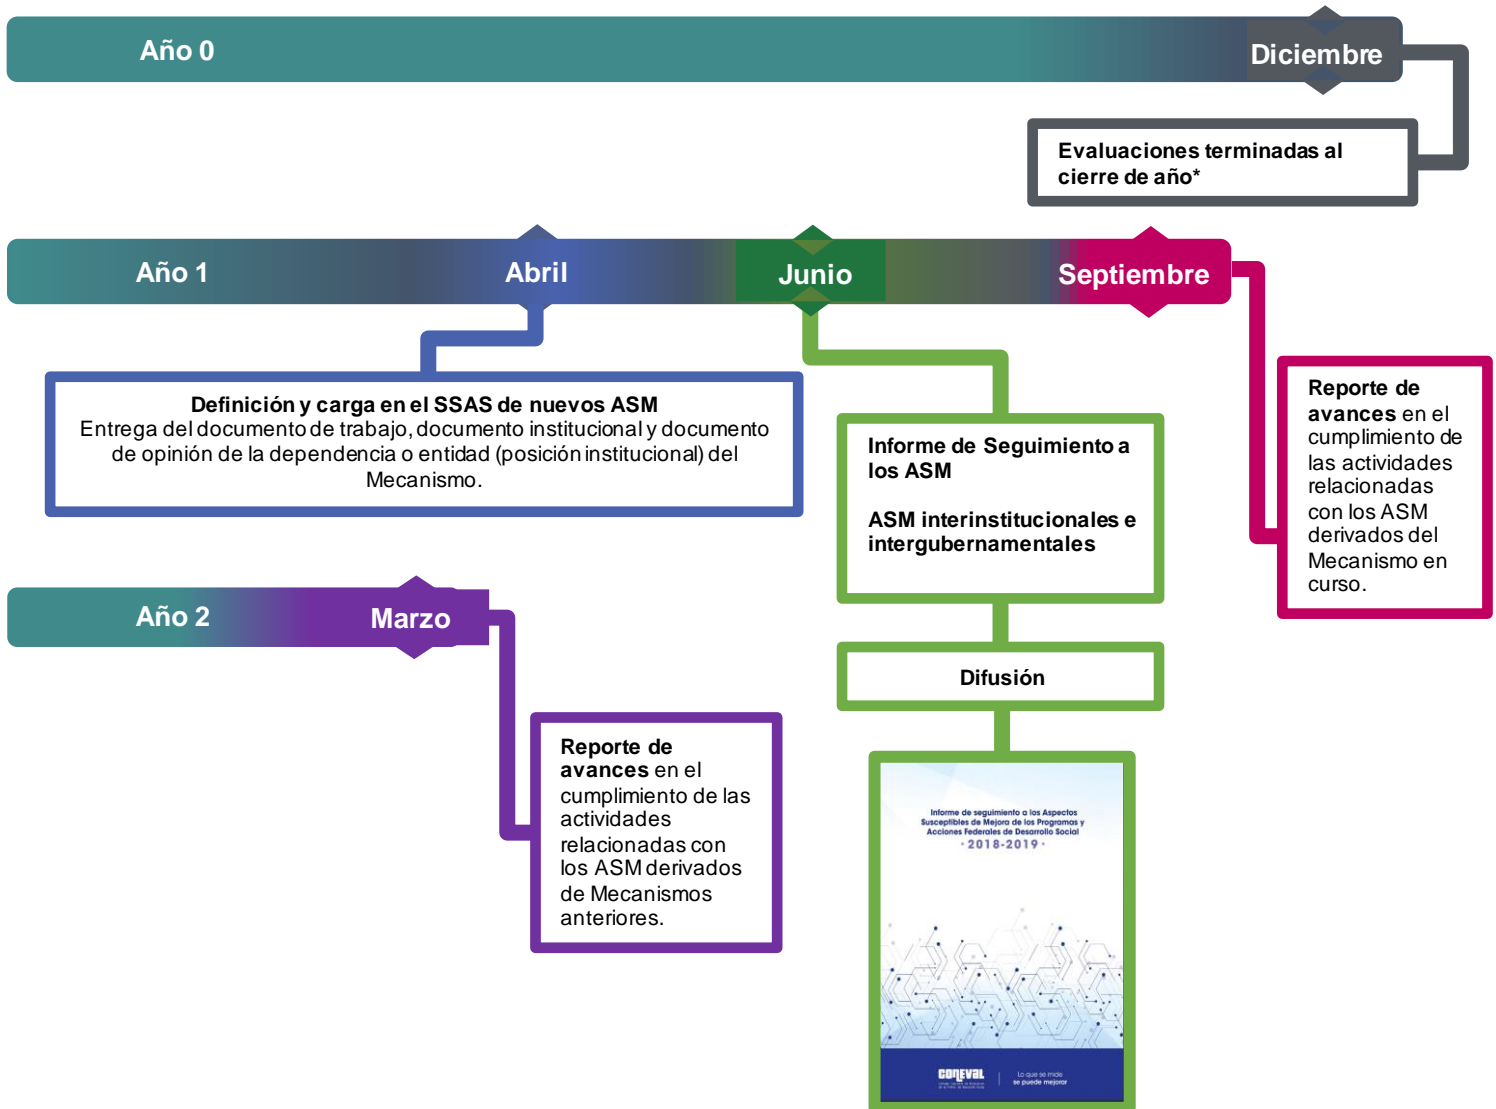 Año 0
Diciembre
Evaluaciones terminadas al
cierre de año*
Año 1
Abril
Junio
Septiembre
Definición y carga en el SSAS de nuevos ASM
Entrega del documento de trabajo, documento institucional y documento
de opinión de la dependencia o entidad (posición institucional) del
Mecanismo.
Informe de Seguimiento a
los ASM
ASM interinstitucionales e
intergubernamentales
Reporte de
avances en el
cumplimiento de
las actividades
relacionadas
con los ASM
derivados del
Mecanismo en
curso.
Año 2
Marzo
Difusión
Reporte de
avances en el
cumplimiento de las
actividades
relacionadas con
los ASM derivados
de Mecanismos
anteriores.
Informe de seguimiento a los Aspectos
Susceptibles de Mejora de los Programas y
Acciones Federales de Desarrollo Social
· 2018-2019 ·
CONEVAL
Lo que se mide
se puede mejorar